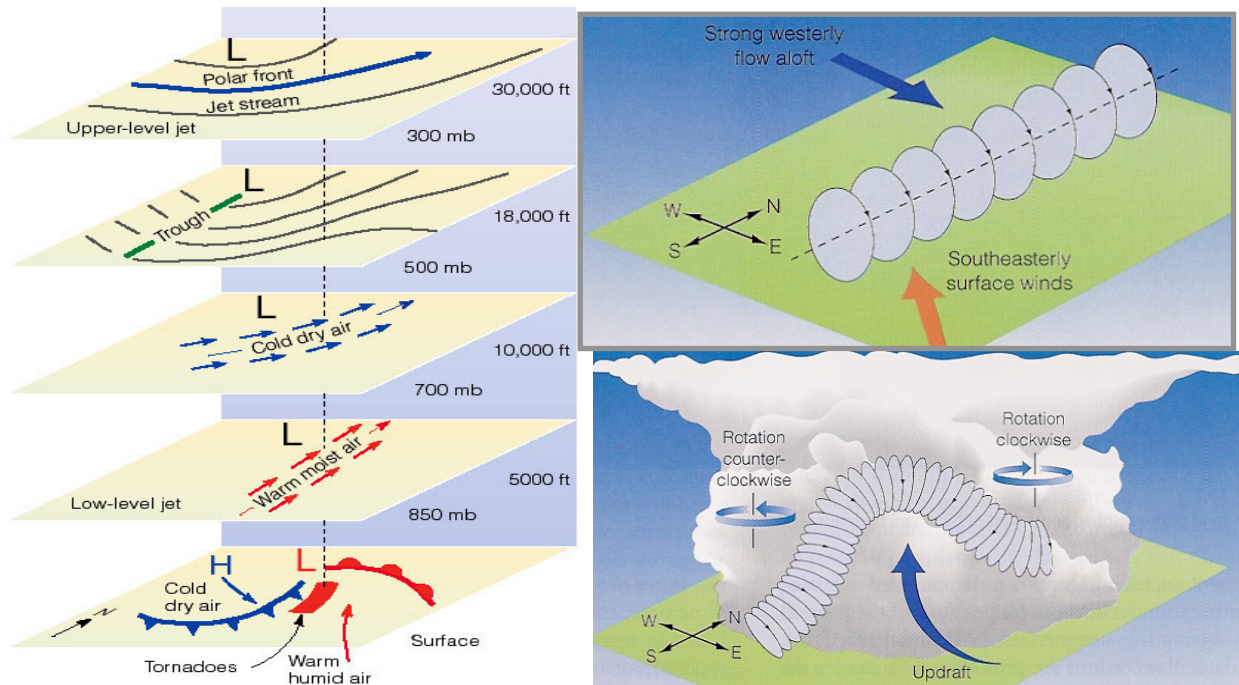 L
Polar front
Jet stream
Upper-level jet
30,000 ft
300 mb
L
Trough
18,000 ft
500 mb
L
Cold dry air
10,000 ft
700 mb
L
Warm moist air
Low-level jet
5000 ft
850 mb
H
L
Cold
dry air
N
Tornadoes
Warm
humid air
Surface
Strong westerly
flow aloft
W
N
S
E
Southeasterly
surface winds
Rotation
counter-
clockwise
Rotation
clockwise
W
N
S
E
Updraft